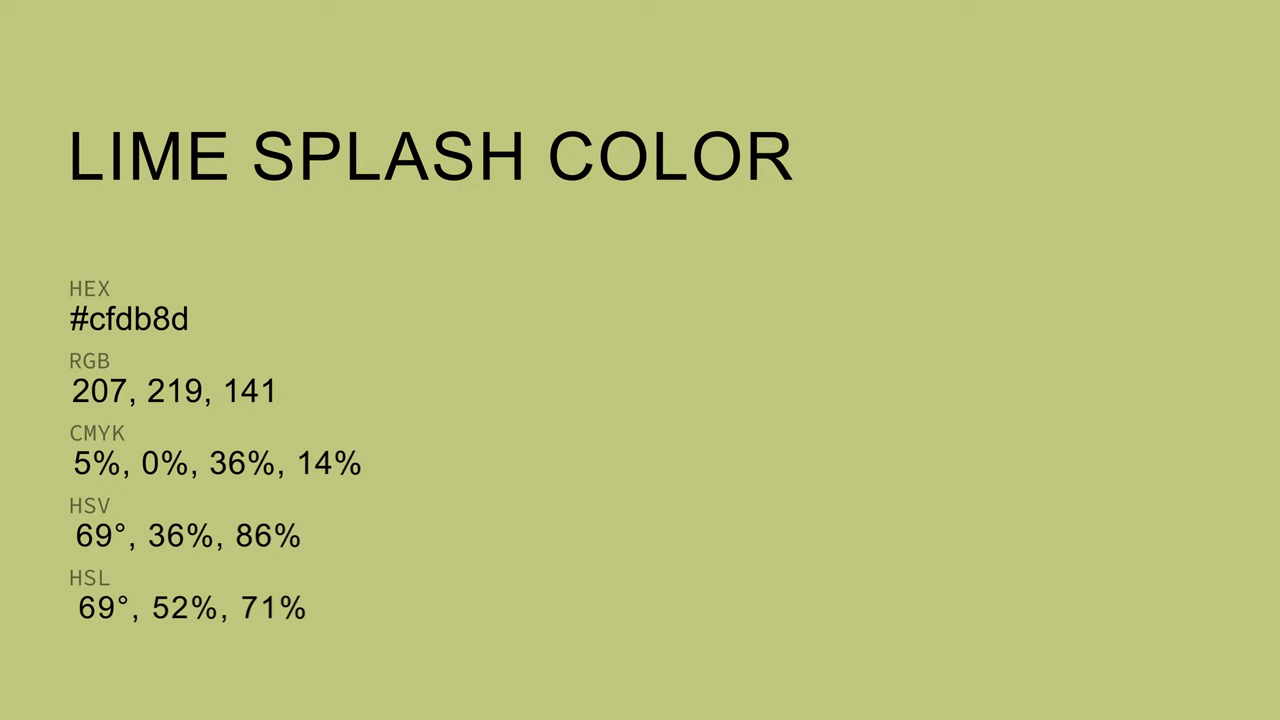 LIME SPLASH COLOR
HEX
#cfdb8d
RGB
207, 219, 141
CMYK
5%, 0%, 36%, 14%
HSV
69°, 36%, 86%
HSL
69°, 52%, 71%